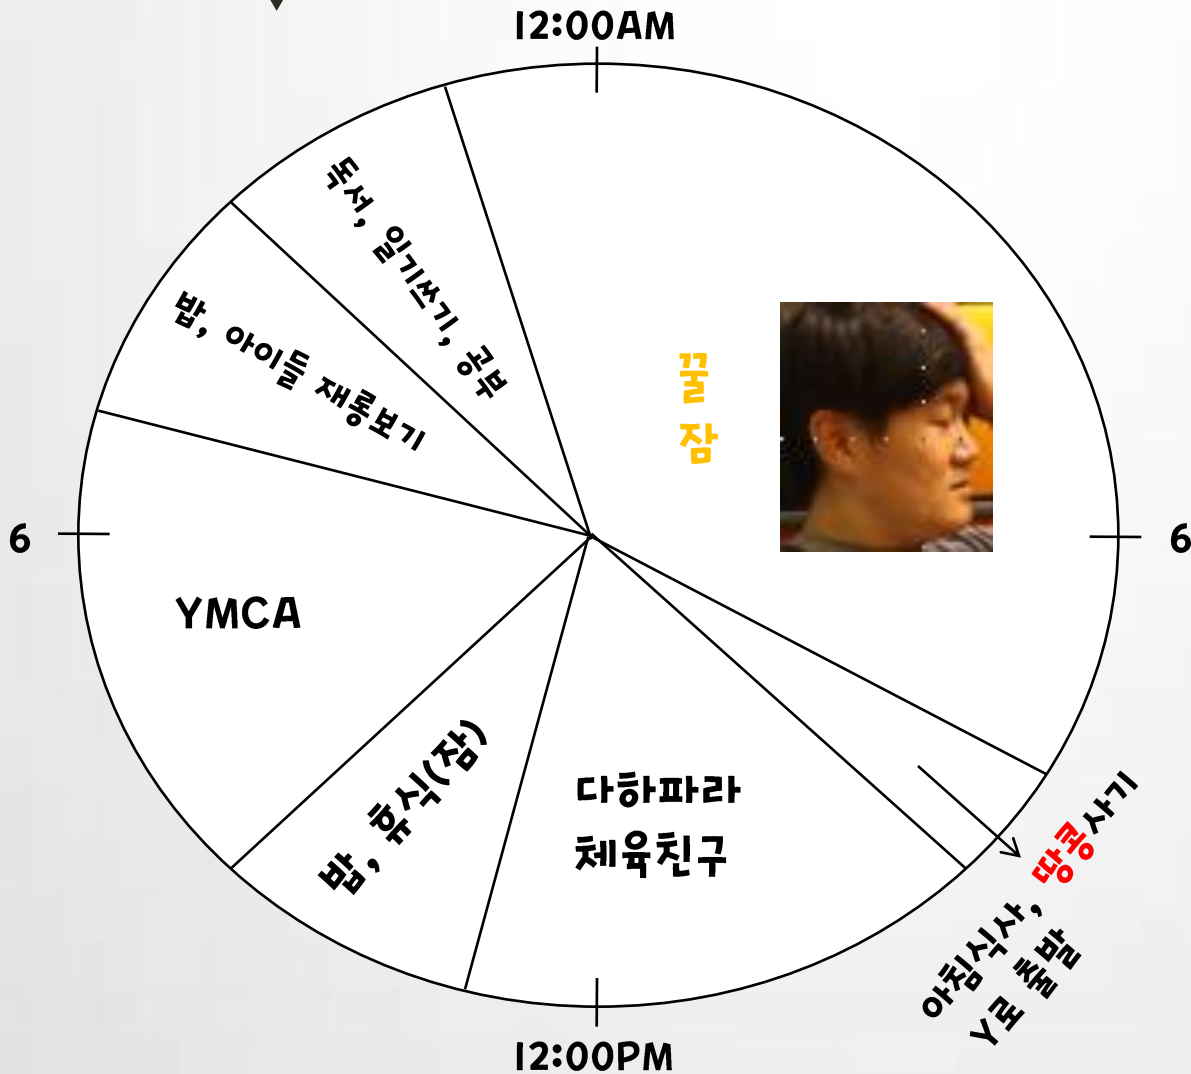 12:00AM
독서, 일기쓰기, 공부
밥, 아이들 재롱보기
꿀
잠
6
6
YMCA
밥, 휴식(잠)
다하파라
체육친구
아침식사, 땅콩사기
Y로 출발
12:00PM